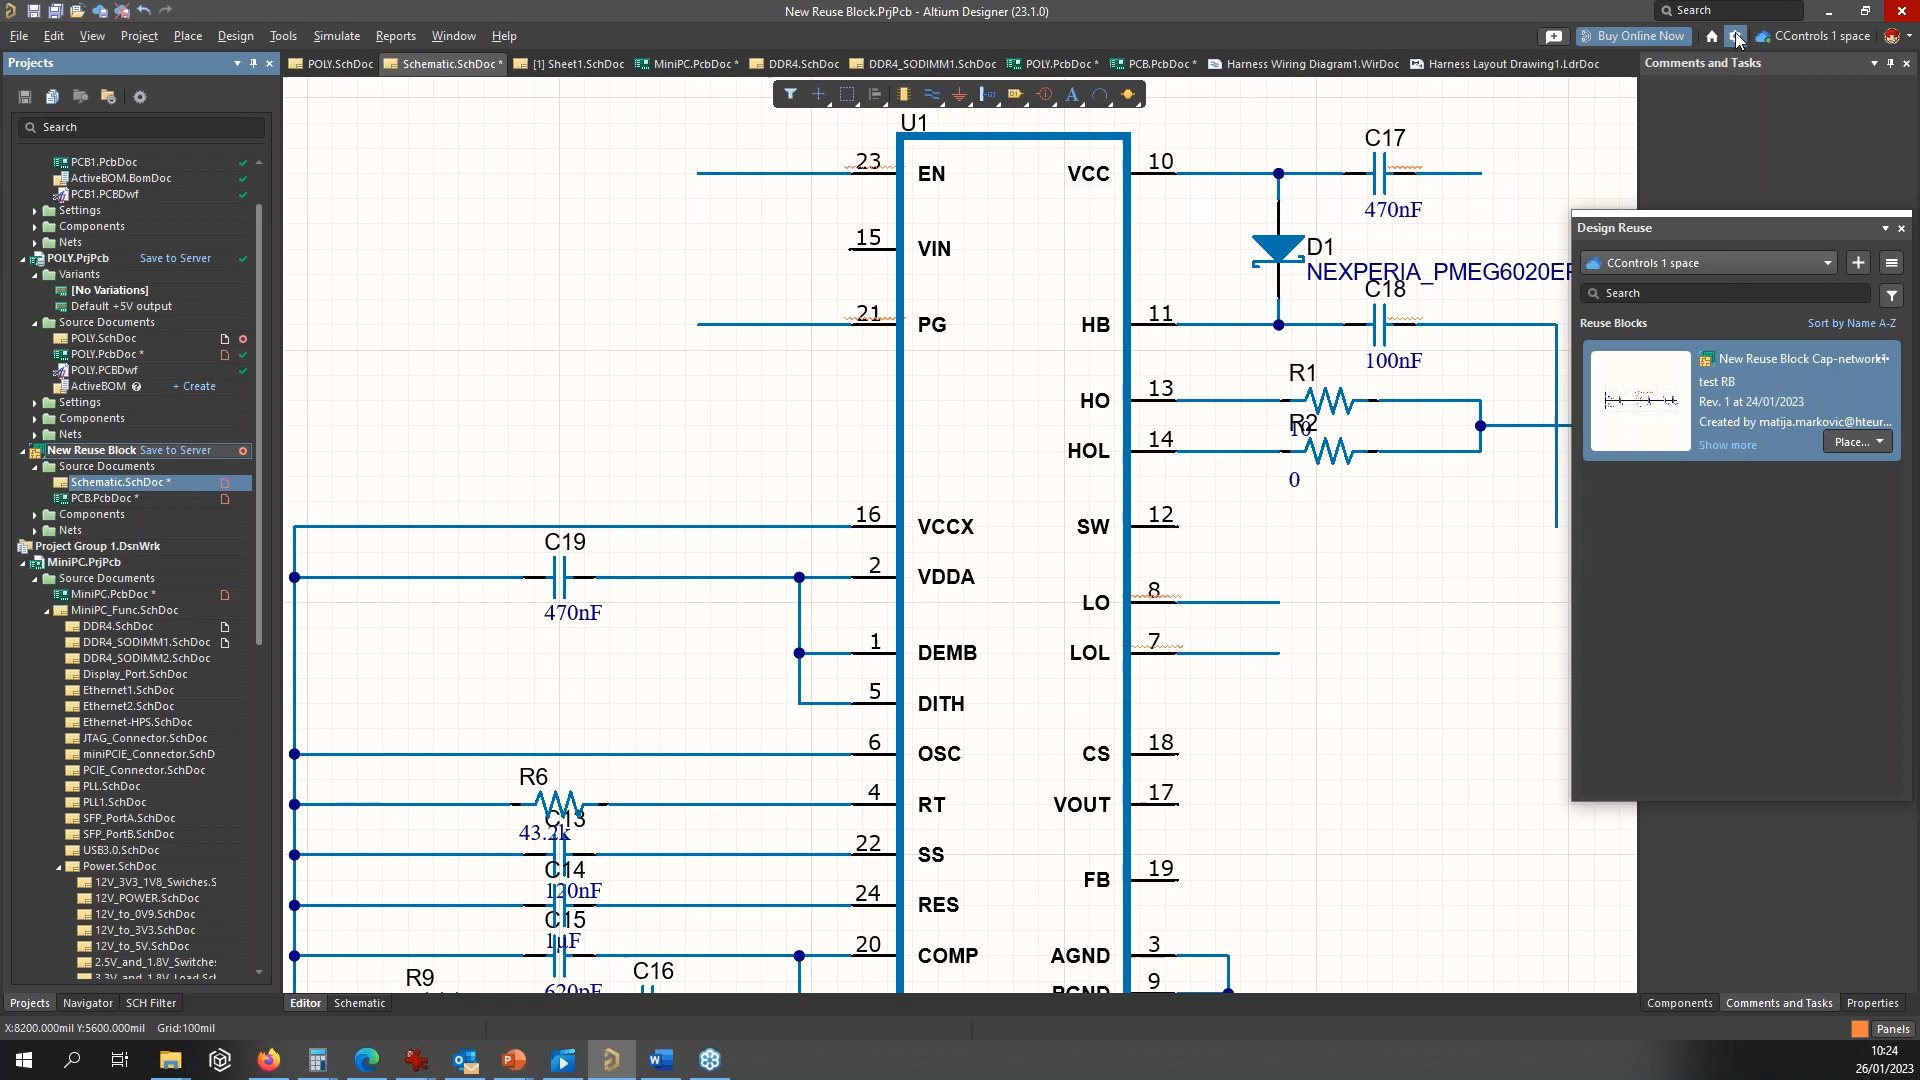 New Reuse Block.PrjPcb - Altium Designer (23.1.0)
Search
File Edit View Project Place Design Tools Simulate Reports Window Help
Buy Online Now
CControls 1 space
Projects
POLY.SchDoc
Schematic.SchDoc *
[1] Sheet1.SchDoc
MiniPC.PcbDoc *
DDR4.SchDoc
DDR4_SODIMM1.SchDoc
POLY.PcbDoc *
PCB.PcbDoc *
Harness Wiring Diagram1.WirDoc
Harness Layout Drawing1.LdrDoc
Comments and Tasks
Search
PCB1.PcbDoc
ActiveBOM.BomDoc
PCB1.PCBDwf
Settings
Components
Nets
POLY.PrjPcb Save to Server
Variants
[No Variations]
Default +5V output
Source Documents
POLY.SchDoc
POLY.PcbDoc *
POLY.PCBDwf
ActiveBOM + Create
Settings
Components
Nets
New Reuse Block Save to Server
Source Documents
Schematic.SchDoc *
PCB.PcbDoc *
Components
Nets
Project Group 1.DsnWrk
MiniPC.PrjPcb
Source Documents
MiniPC.PcbDoc *
MiniPC_Func.SchDoc
DDR4.SchDoc
DDR4_SODIMM1.SchDoc
DDR4_SODIMM2.SchDoc
Display_Port.SchDoc
Ethernet1.SchDoc
Ethernet2.SchDoc
Ethernet-HPS.SchDoc
JTAG_Connector.SchDoc
miniPCIE_Connector.SchD
PCIE_Connector.SchDoc
PLL.SchDoc
PLL1.SchDoc
SFP_PortA.SchDoc
SFP_PortB.SchDoc
USB3.0.SchDoc
Power.SchDoc
12V_3V3_1V8_Swiches.S
12V_POWER.SchDoc
12V_to_0V9.SchDoc
12V_to_3V3.SchDoc
12V_to_5V.SchDoc
2.5V_and_1.8V_Switche:
3.3V_and_1.8V_Load.Scl
U1
23 EN
VCC 10
C17
470nF
15 VIN
D1
NEXPERIA_PMEG6020EF
21 PG
HB 11
C18
100nF
HO 13
R1
10
HOL 14
R2
0
16 VCCX
SW 12
C19
470nF
2 VDDA
LO 8
1 DEMB
LOL 7
5 DITH
6 OSC
CS 18
R6
43.2k
4 RT
VOUT 17
C13
120nF
22 SS
FB 19
C14
1µF
24 RES
C15
620pF
20 COMP
AGND 3
R9
C16
PGND 9
Design Reuse
CControls 1 space
Search
Reuse Blocks
Sort by Name A-Z
New Reuse Block Cap-network
test RB
Rev. 1 at 24/01/2023
Created by matija.markovic@hteur...
Show more
Place...
Projects Navigator SCH Filter
Editor Schematic
Components Comments and Tasks Properties
X:8200.000mil Y:5600.000mil Grid:100mil
Panels
10:24
26/01/2023